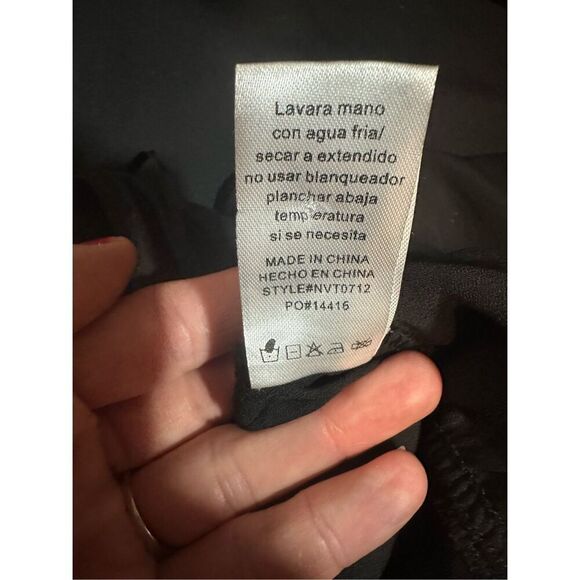 Lavara mano
con agua fria/
secar a extendido
no usar blanqueador
planchar abaja
temperatura
si se necesita
MADE IN CHINA
HECHO EN CHINA
STYLE#NVT0712
PO#14416